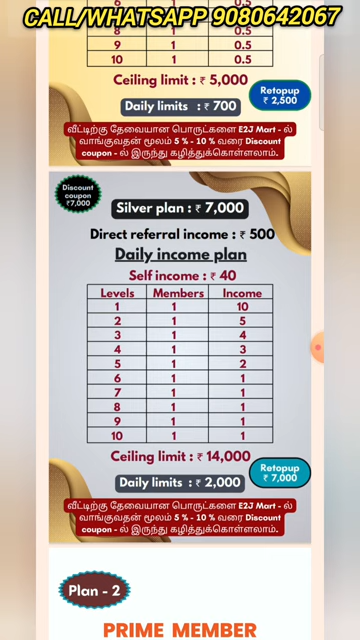 CALL/WHATSAPP 9080642067
8 1 0.5
9 1 0.5
10 1 0.5
Ceiling limit : ₹ 5,000
Retopup
₹ 2,500
Daily limits : ₹ 700
வீட்டிற்கு தேவையான பொருட்களை E2J Mart - ல்
வாங்குவதன் மூலம் 5 % - 10 % வரை Discount
coupon - ல் இருந்து கழித்துக்கொள்ளலாம்.
Discount
coupon
₹7,000
Silver plan : ₹ 7,000
Direct referral income : ₹ 500
Daily income plan
Self income : ₹ 40
Levels Members Income
1 1 10
2 1 5
3 1 4
4 1 3
5 1 2
6 1 1
7 1 1
8 1 1
9 1 1
10 1 1
Ceiling limit : ₹ 14,000
Retopup
₹ 7,000
Daily limits : ₹ 2,000
வீட்டிற்கு தேவையான பொருட்களை E2J Mart - ல்
வாங்குவதன் மூலம் 5 % - 10 % வரை Discount
coupon - ல் இருந்து கழித்துக்கொள்ளலாம்.
Plan - 2
PRIME MEMBER